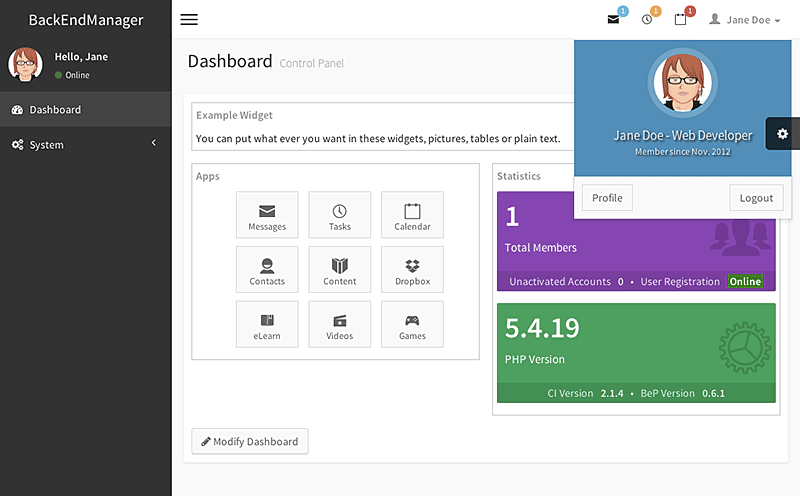 BackEndManager
1
1
1
Jane Doe
Hello, Jane
Online
Dashboard
System
Dashboard Control Panel
Jane Doe - Web Developer
Member since Nov. 2012
Profile
Logout
Example Widget
You can put what ever you want in these widgets, pictures, tables or plain text.
Apps
Messages
Tasks
Calendar
Contacts
Content
Dropbox
eLearn
Videos
Games
Statistics
1
Total Members
Unactivated Accounts 0 • User Registration Online
5.4.19
PHP Version
CI Version 2.1.4 • BeP Version 0.6.1
Modify Dashboard